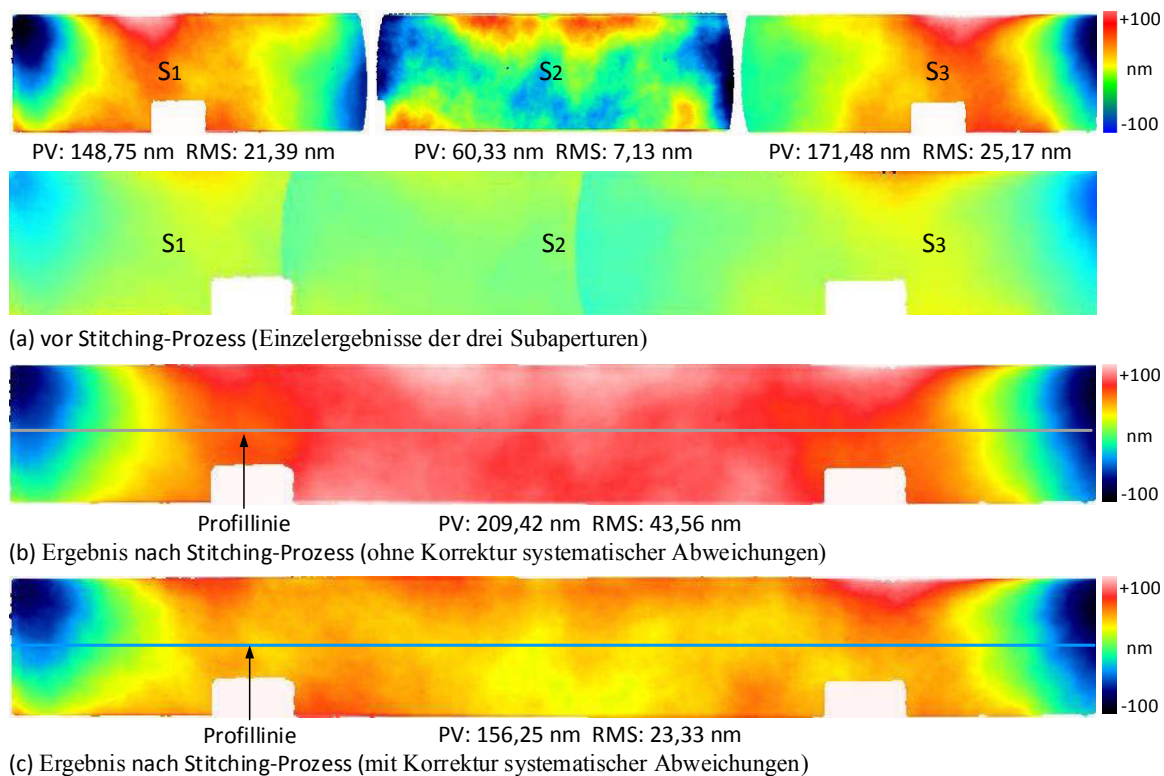 +100
nm
-100
S1
S2
S3
PV: 148,75 nm RMS: 21,39 nm
PV: 60,33 nm RMS: 7,13 nm
PV: 171,48 nm RMS: 25,17 nm
S1
S2
S3
(a) vor Stitching-Prozess (Einzelergebnisse der drei Subaperturen)
+100
nm
-100
Profillinie
PV: 209,42 nm RMS: 43,56 nm
(b) Ergebnis nach Stitching-Prozess (ohne Korrektur systematischer Abweichungen)
+100
nm
-100
Profillinie
PV: 156,25 nm RMS: 23,33 nm
(c) Ergebnis nach Stitching-Prozess (mit Korrektur systematischer Abweichungen)